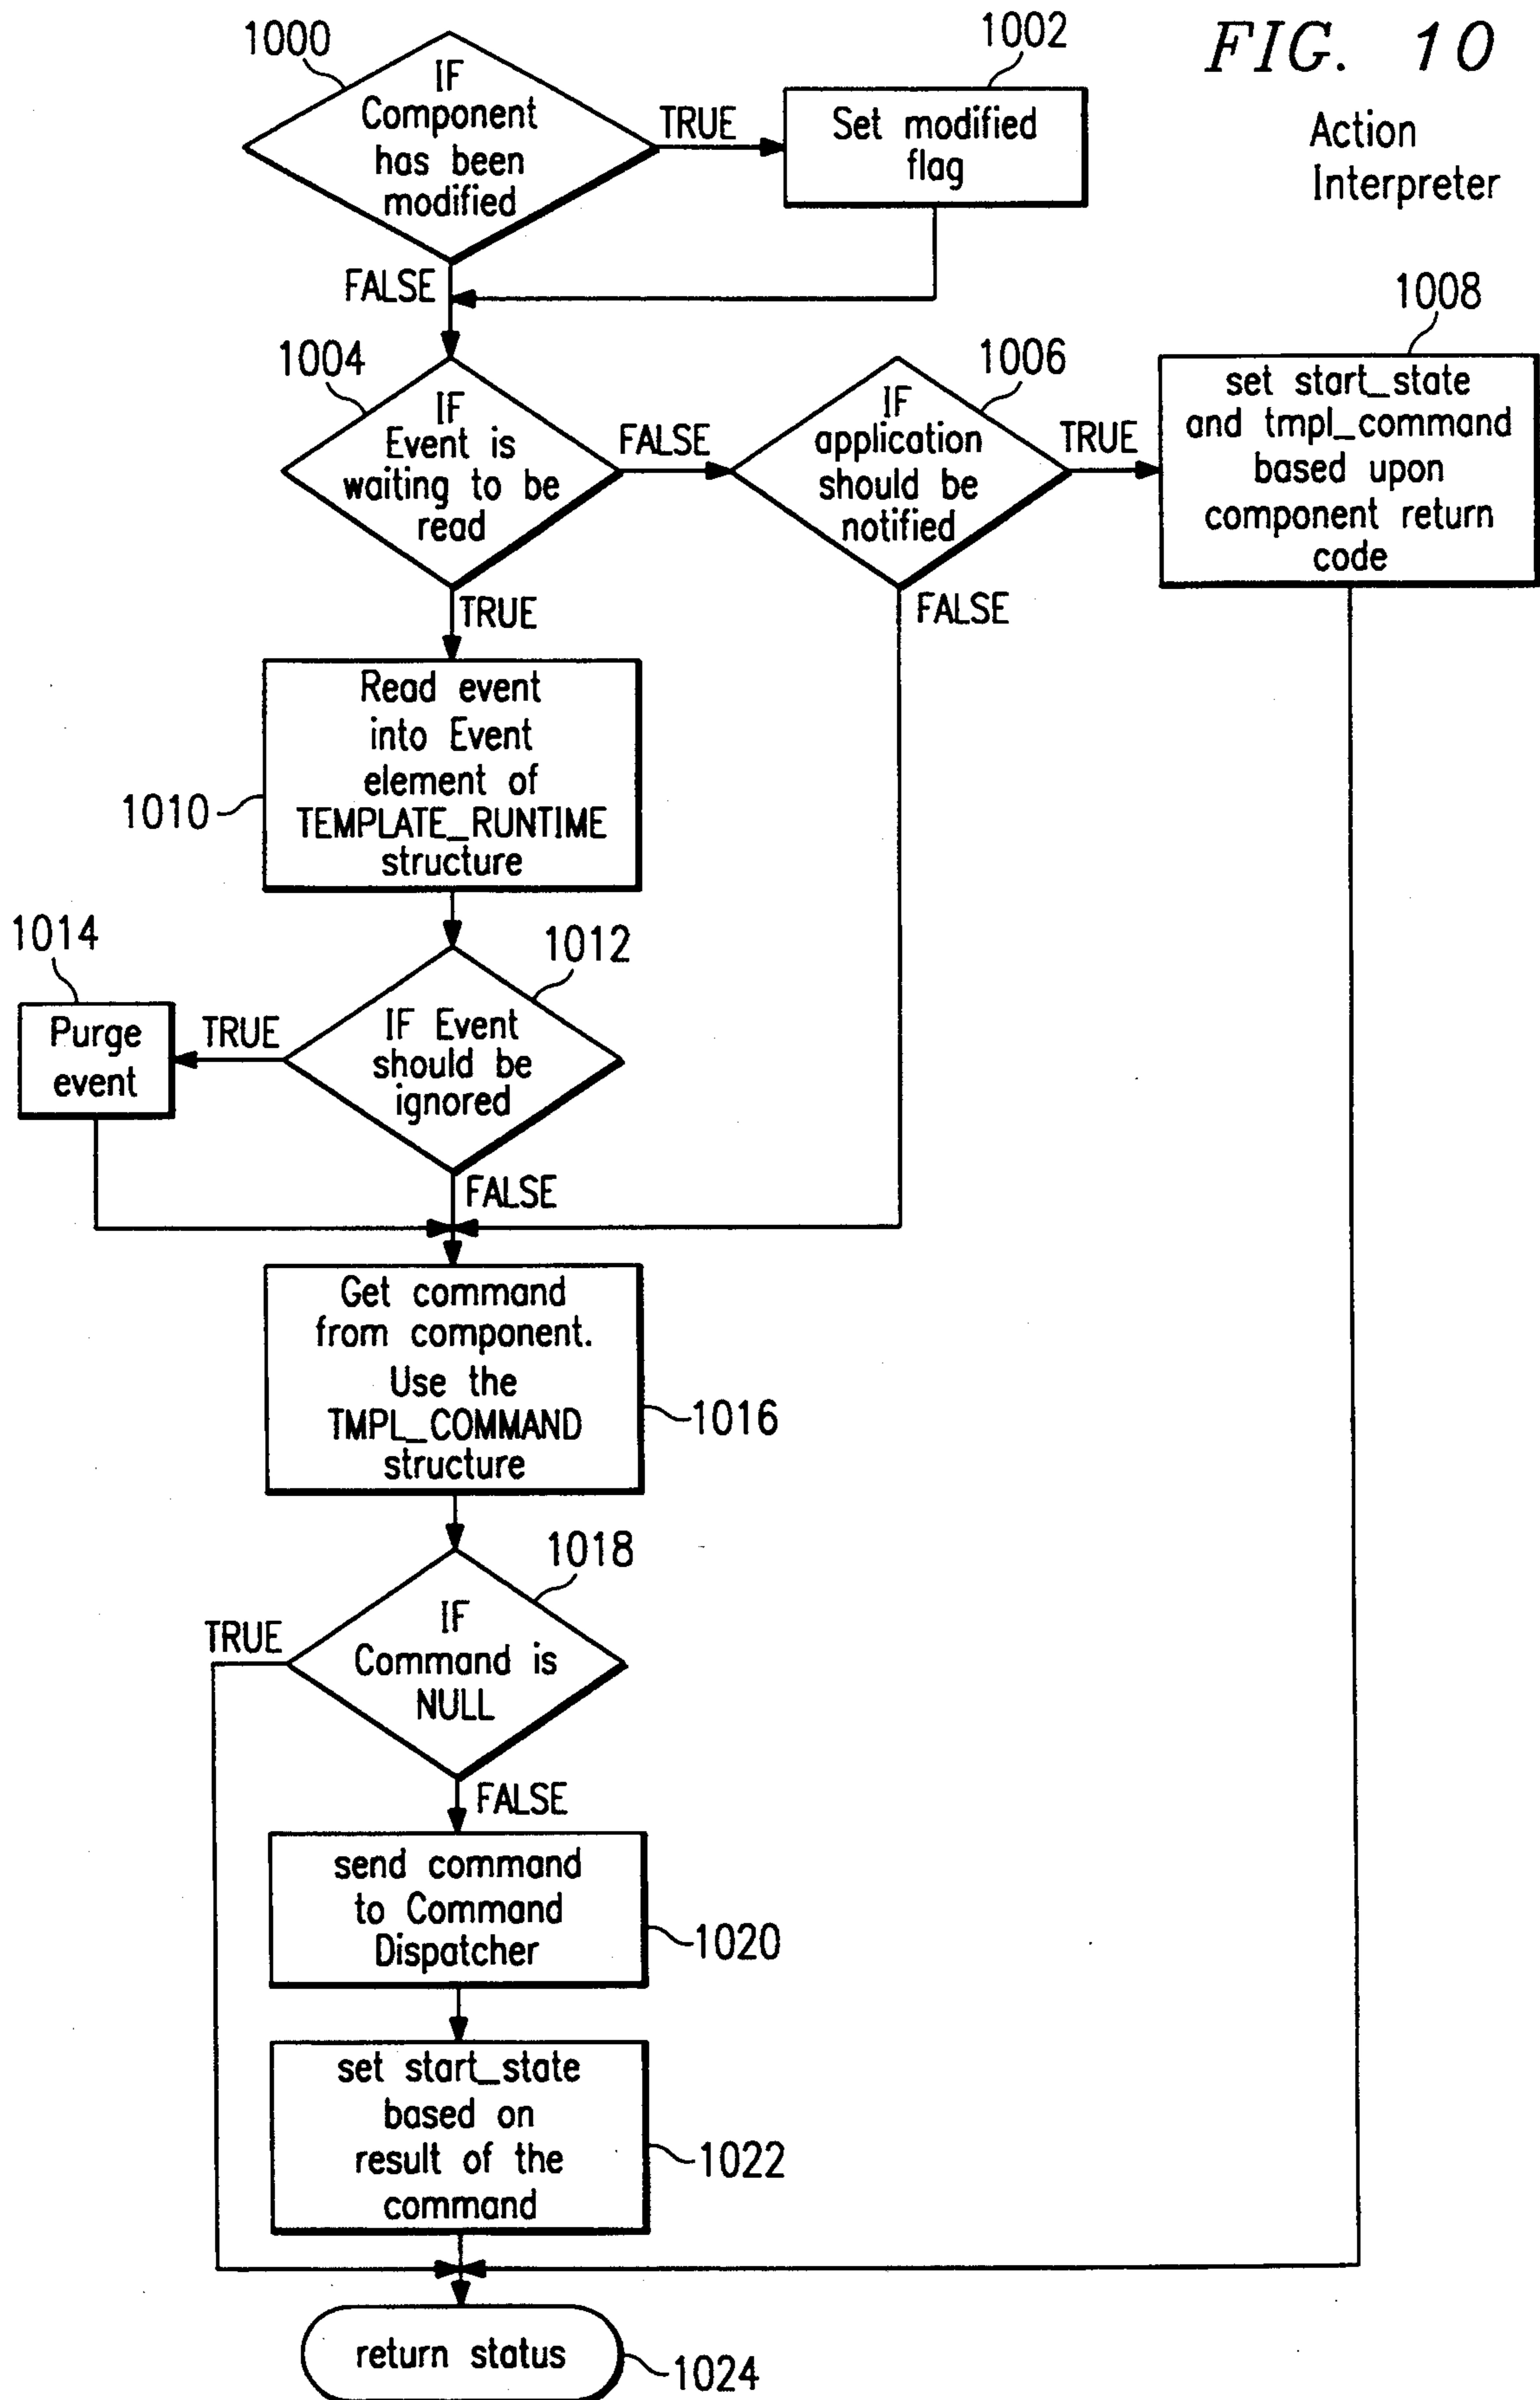 FIG. 10
Action
Interpreter
1000
IF
Component
has been
modified
TRUE
1002
Set modified
flag
FALSE
1004
IF
Event is
waiting to be
read
FALSE
1006
IF
application
should be
notified
TRUE
1008
set start_state
and tmpl_command
based upon
component return
code
TRUE
FALSE
1010
Read event
into Event
element of
TEMPLATE_RUNTIME
structure
1012
IF Event
should be
ignored
TRUE
1014
Purge
event
FALSE
Get command
from component.
Use the
TMPL_COMMAND
structure
1016
1018
IF
Command is
NULL
TRUE
FALSE
send command
to Command
Dispatcher
1020
set start_state
based on
result of the
command
1022
return status
1024